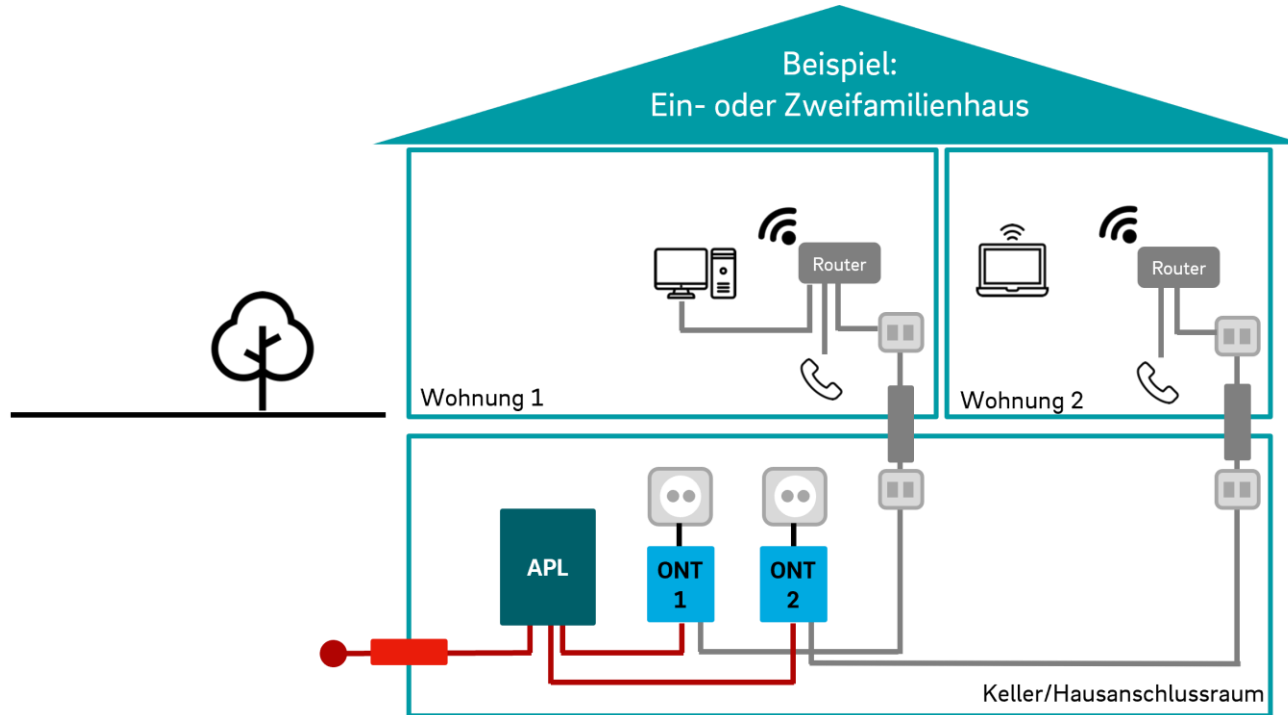 Beispiel:
Ein- oder Zweifamilienhaus
Router
Router
Wohnung 1
Wohnung 2
APL
ONT
1
ONT
2
Keller/Hausanschlussraum